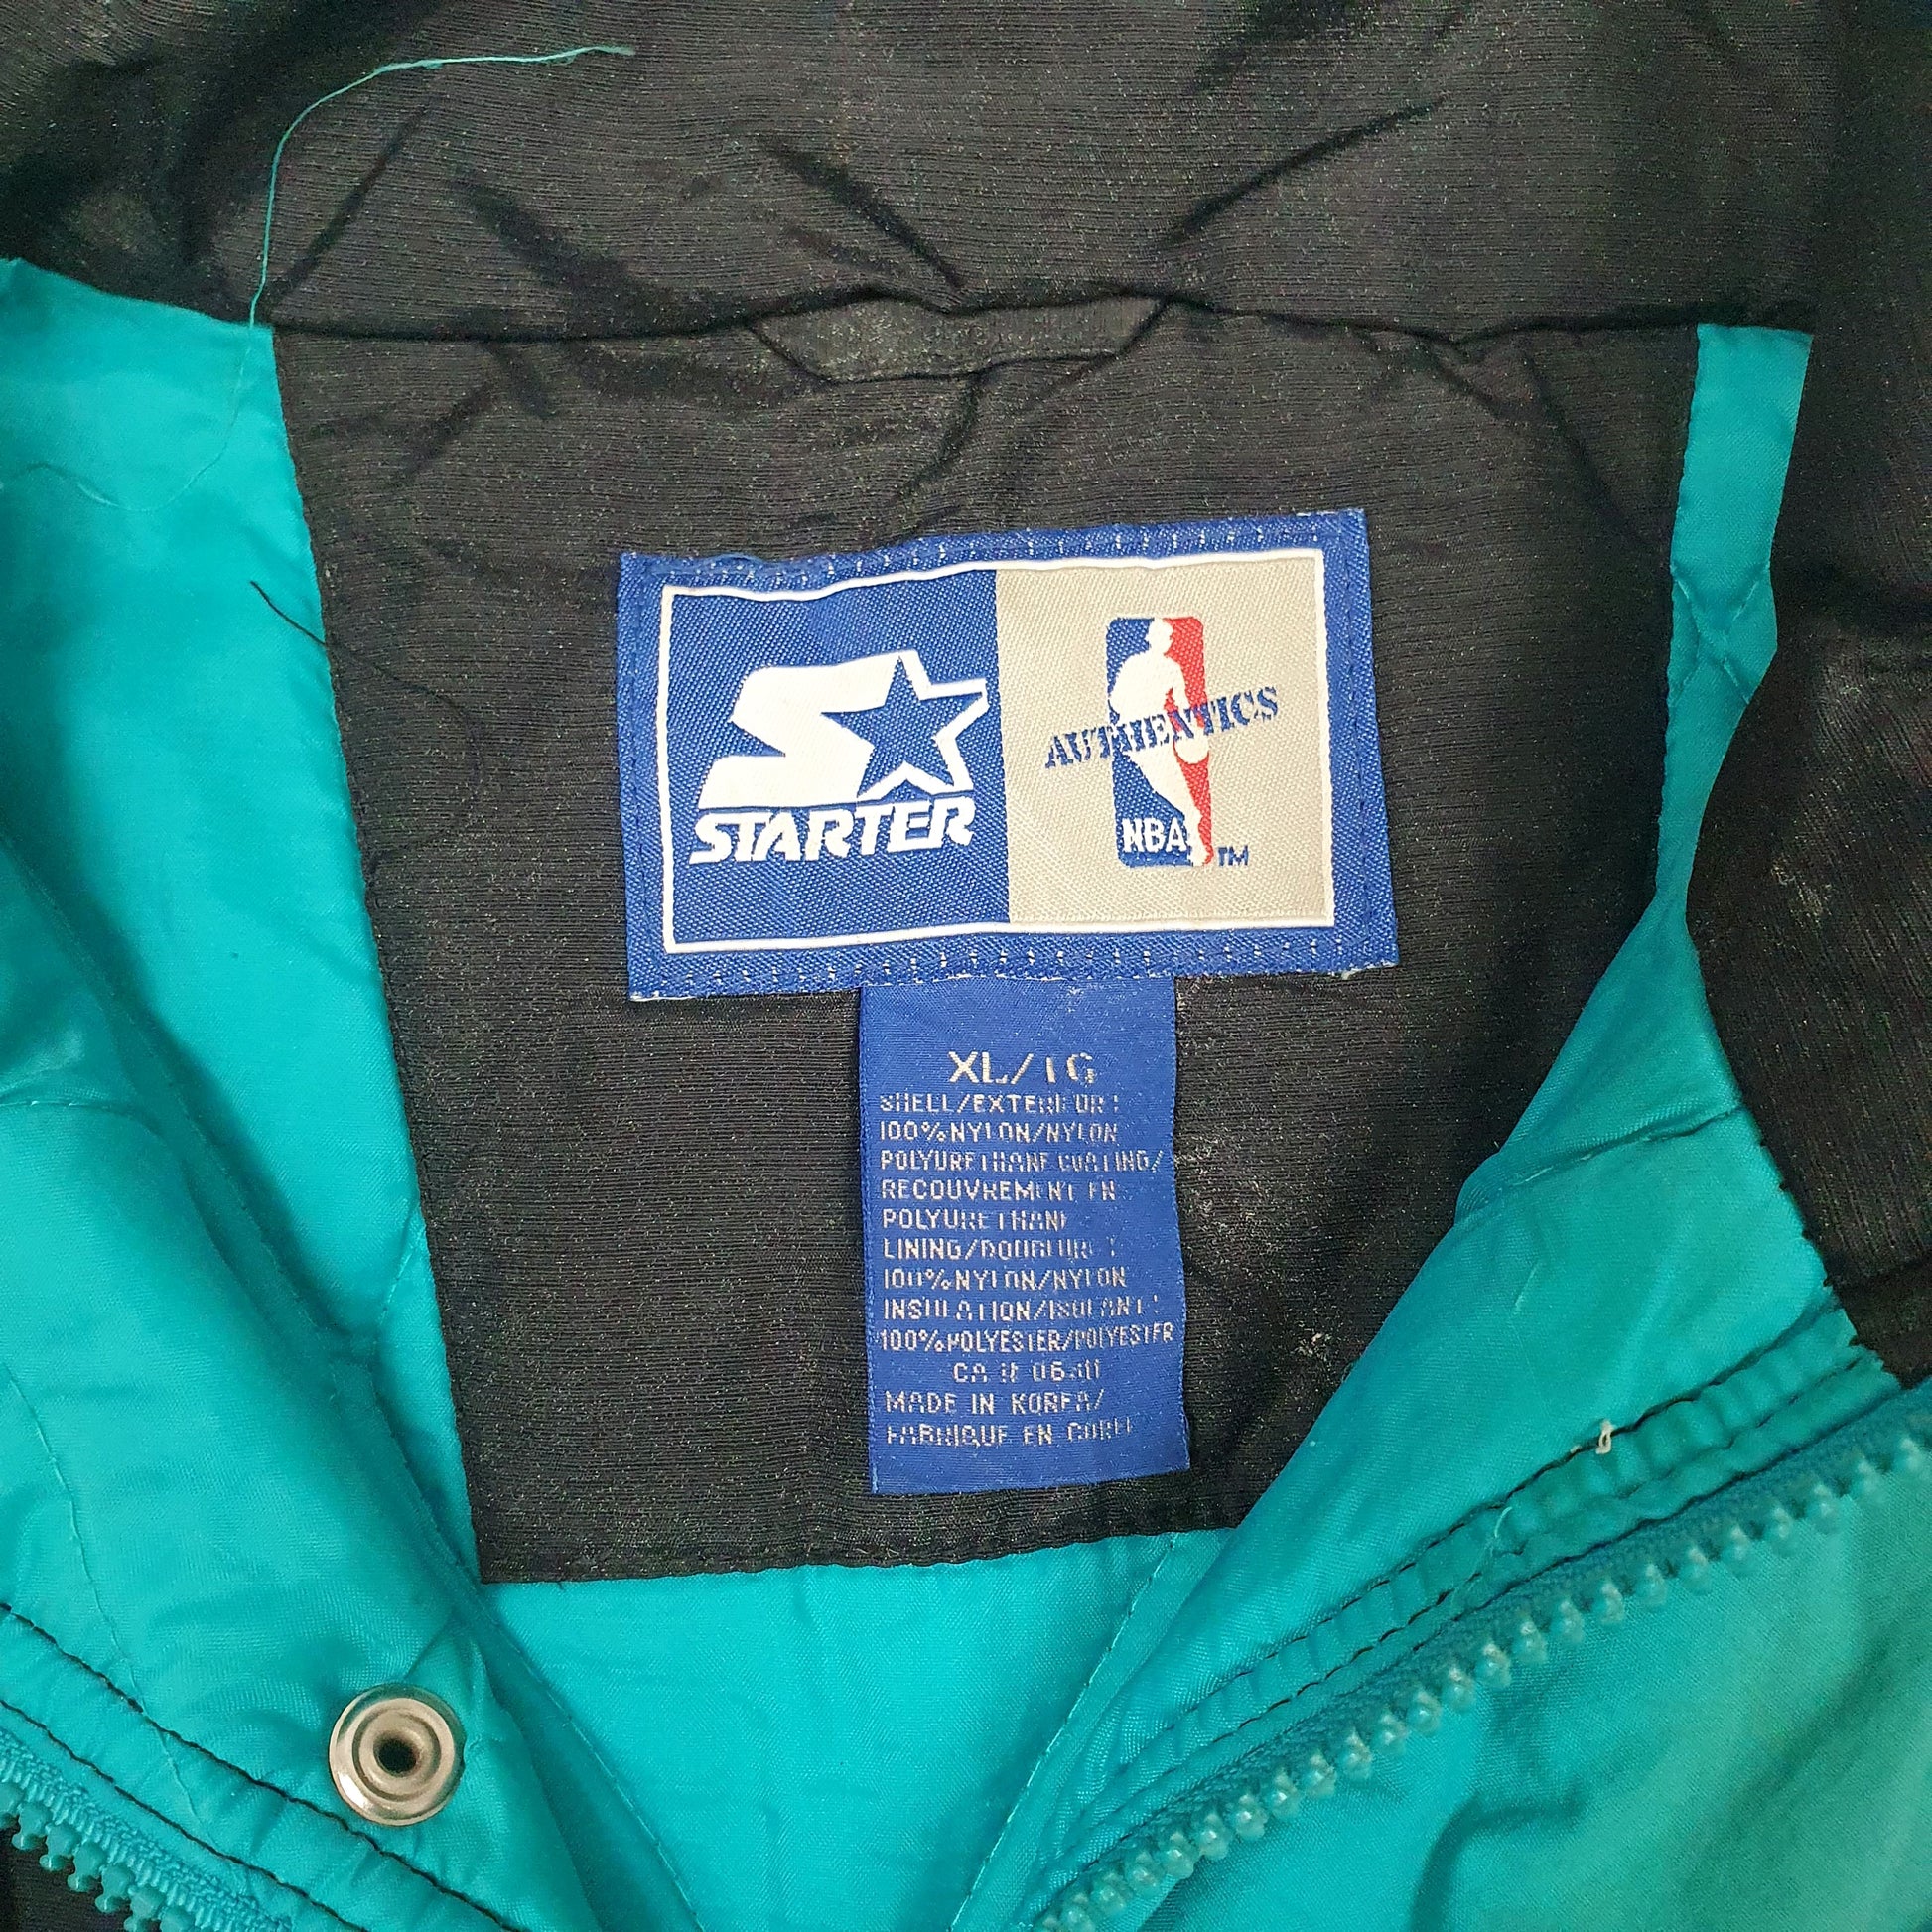 STARTER
AUTHENTICS
NBA TM
XL/TG
SHELL/EXTERIEUR:
100%NYLON/NYLON
POLYURETHANE COATING/
RECOUVREMENT EN
POLYURETHANE
LINING/DOUBLURE:
100%NYLON/NYLON
INSULATION/ISOLANT:
100%POLYESTER/POLYESTER
CA
MADE IN KOREA/
FABRIQUE EN COREE